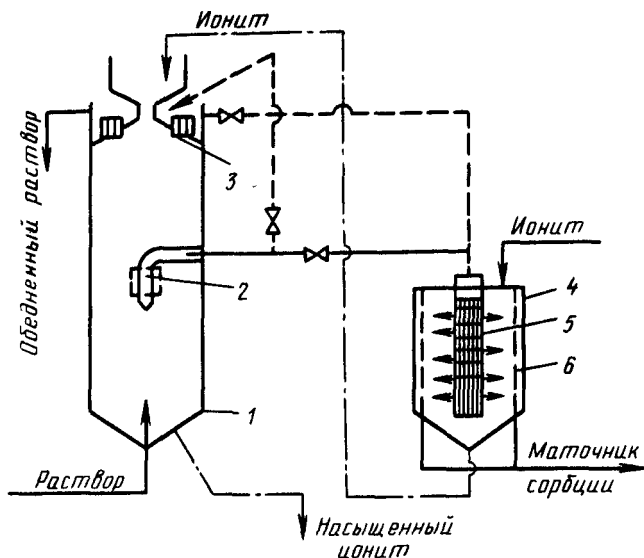 Ионит
Обедненный раствор
3
2
Ионит
4
5
6
1
Раствор
Маточник
сорбции
Насыщенный
ионит